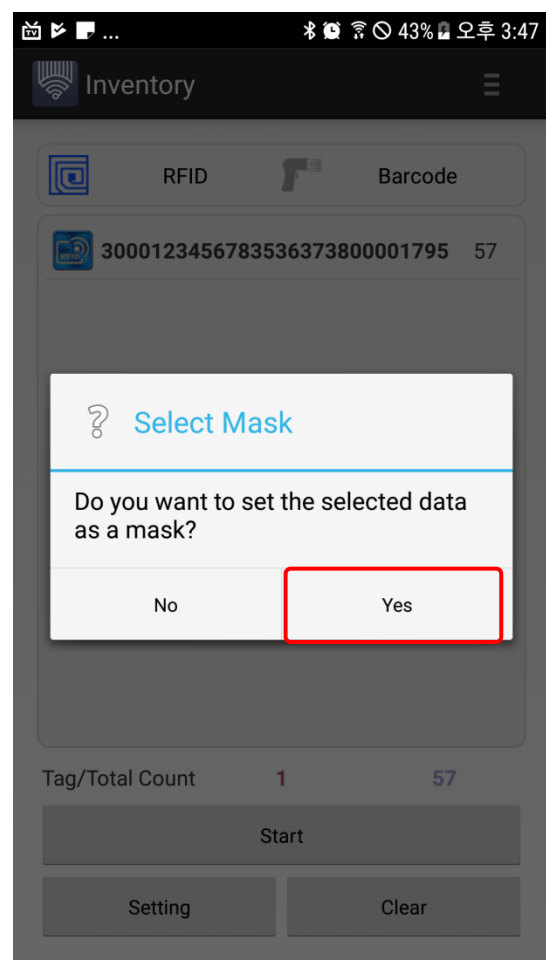 ... 43% 오후 3:47
Inventory
RFID Barcode
3000123456783536373800001795 57
Select Mask
Do you want to set the selected data
as a mask?
No Yes
Tag/Total Count 1 57
Start
Setting Clear